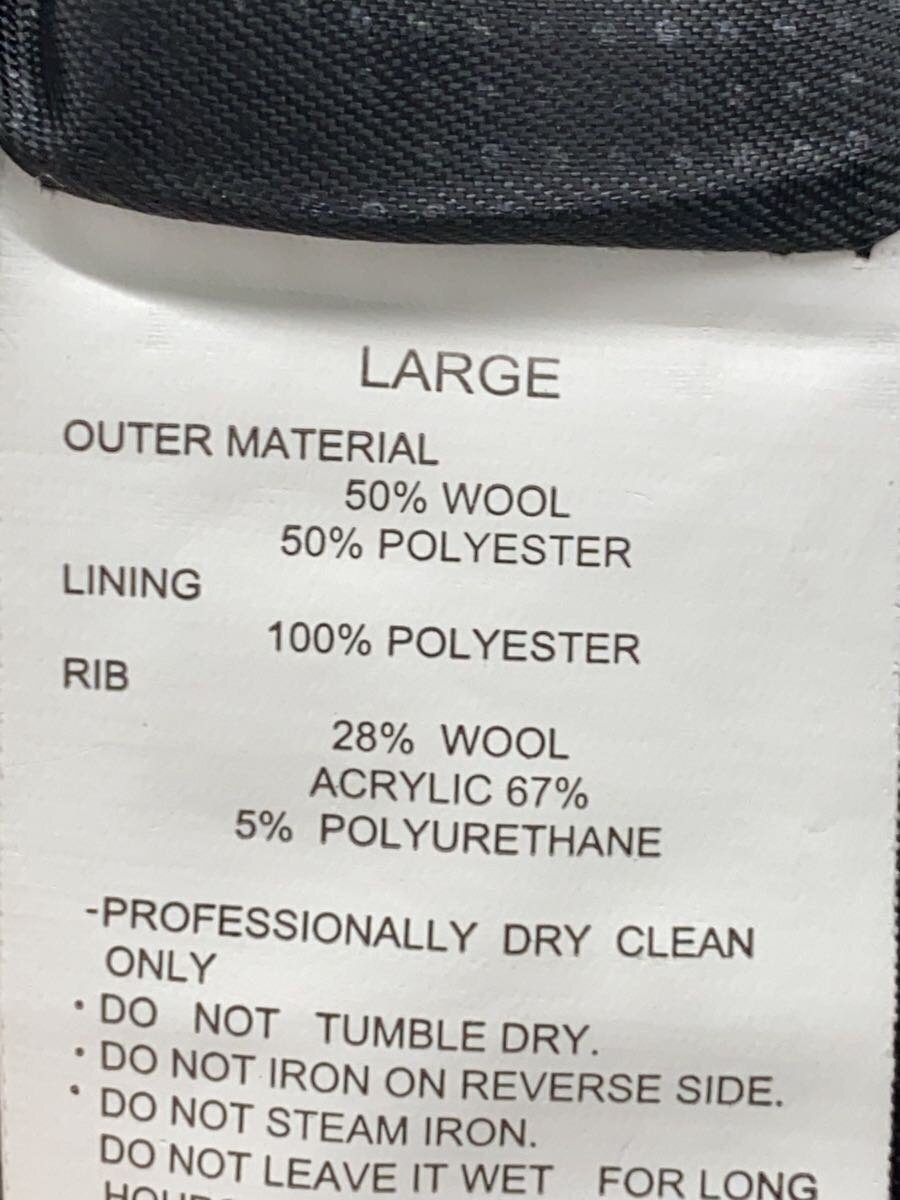 LARGE
OUTER MATERIAL
50% WOOL
50% POLYESTER
LINING
100% POLYESTER
RIB
28% WOOL
ACRYLIC 67%
5% POLYURETHANE
-PROFESSIONALLY DRY CLEAN
ONLY
· DO NOT TUMBLE DRY.
· DO NOT IRON ON REVERSE SIDE.
· DO NOT STEAM IRON.
DO NOT LEAVE IT WET FOR LONG